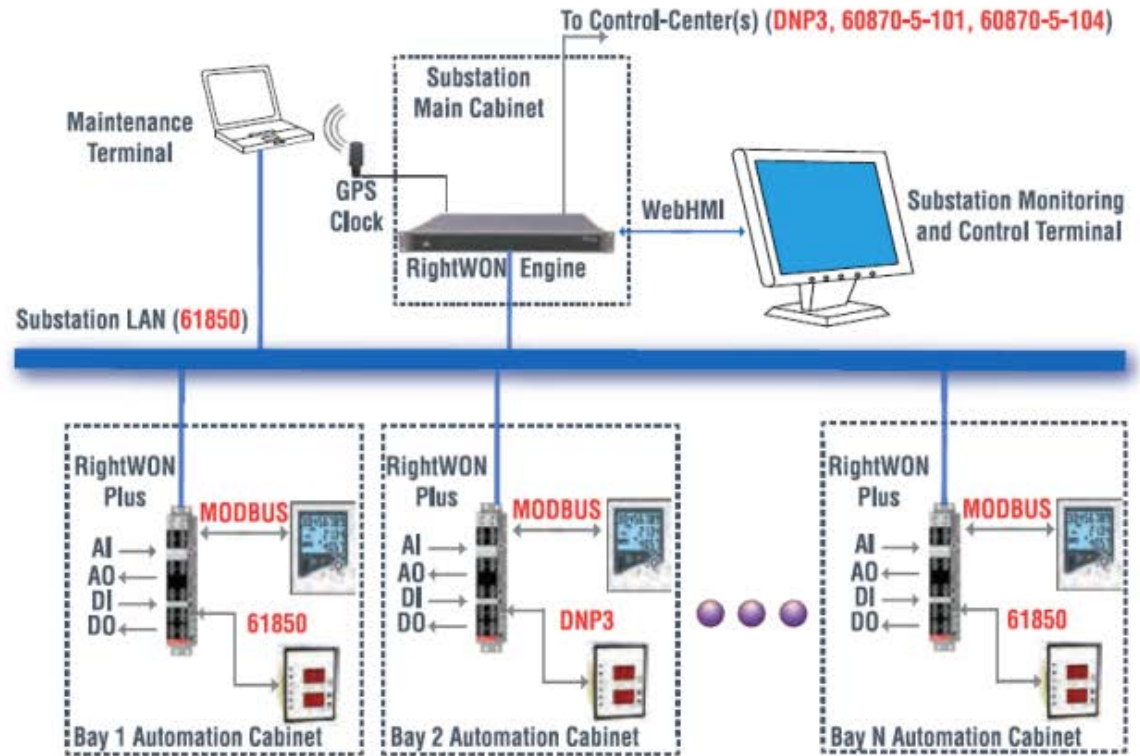 To Control-Center(s) (DNP3, 60870-5-101, 60870-5-104)
Substation
Main Cabinet
Maintenance
Terminal
GPS
Clock
WebHMI
Substation Monitoring
and Control Terminal
RightWON Engine
Substation LAN (61850)
RightWON
Plus
MODBUS
AI
AO
DI
DO
61850
Bay 1 Automation Cabinet
RightWON
Plus
MODBUS
AI
AO
DI
DO
DNP3
Bay 2 Automation Cabinet
RightWON
Plus
MODBUS
AI
AO
DI
DO
61850
Bay N Automation Cabinet